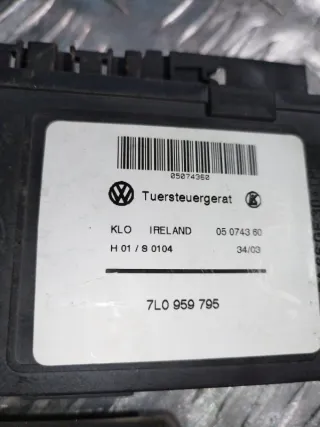 05074360
Tuersteuergerat
KLO IRELAND 05 0743 60
H 01 / S 0104 34/03
7L0 959 795